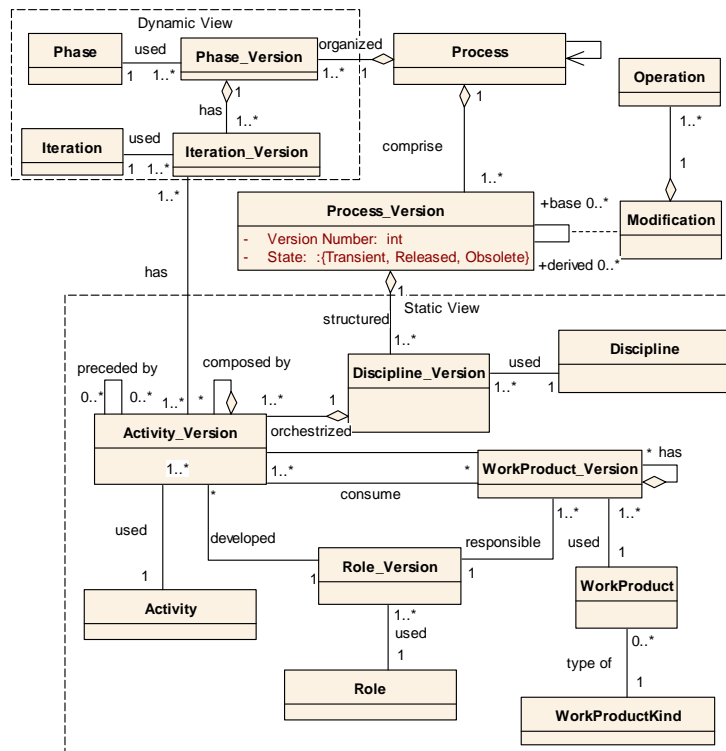 Dynamic View
Phase
used
1
1..*
Phase_Version
organized
1..*
1
Process
1
has
1..*
Iteration
used
1
1..*
Iteration_Version
1..*
comprise
1..*
1
Operation
1..*
1
Modification
Process_Version
- Version Number: int
- State: :{Transient, Released, Obsolete}
+base 0..*
+derived 0..*
has
1
Static View
structured
1..*
Discipline_Version
used
1..*
1
Discipline
preceded by
0..*
0..*
composed by
*
1..*
1..*
1
orchestrized
Activity_Version
1..*
1..*
*
consume
*
WorkProduct_Version
* has
used
1
Activity
developed
1
Role_Version
1
responsible
1..*
1..*
used
1
WorkProduct
1..*
used
1
Role
0..*
type of
1
WorkProductKind